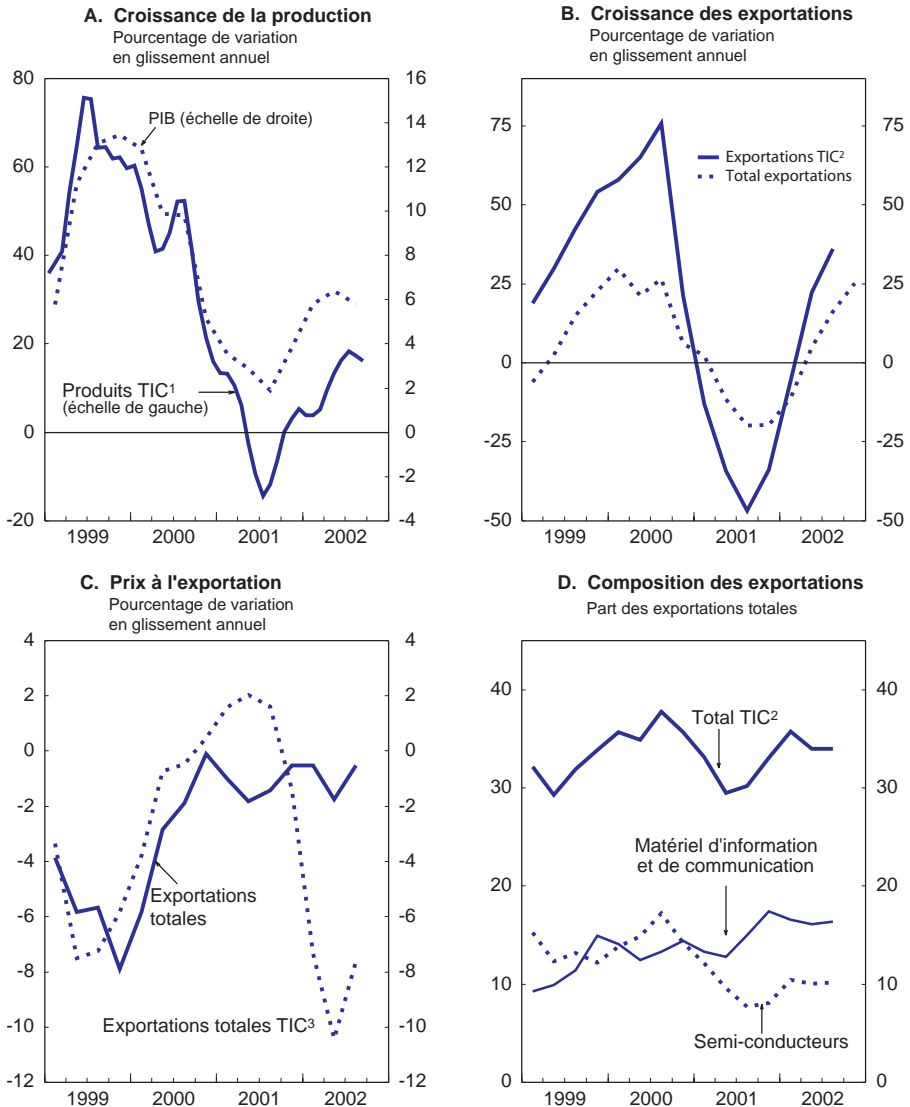 A. Croissance de la production
Pourcentage de variation
en glissement annuel
80
60
40
20
0
-20
16
14
12
10
8
6
4
2
0
-2
-4
PIB (échelle de droite)
Produits TIC¹
(échelle de gauche)
1999 2000 2001 2002
B. Croissance des exportations
Pourcentage de variation
en glissement annuel
75
50
25
0
-25
-50
75
50
25
0
-25
-50
Exportations TIC²
Total exportations
1999 2000 2001 2002
C. Prix à l'exportation
Pourcentage de variation
en glissement annuel
4
2
0
-2
-4
-6
-8
-10
-12
4
2
0
-2
-4
-6
-8
-10
-12
Exportations
totales
Exportations totales TIC³
1999 2000 2001 2002
D. Composition des exportations
Part des exportations totales
40
30
20
10
0
40
30
20
10
0
Total TIC²
Matériel d'information
et de communication
Semi-conducteurs
1999 2000 2001 2002